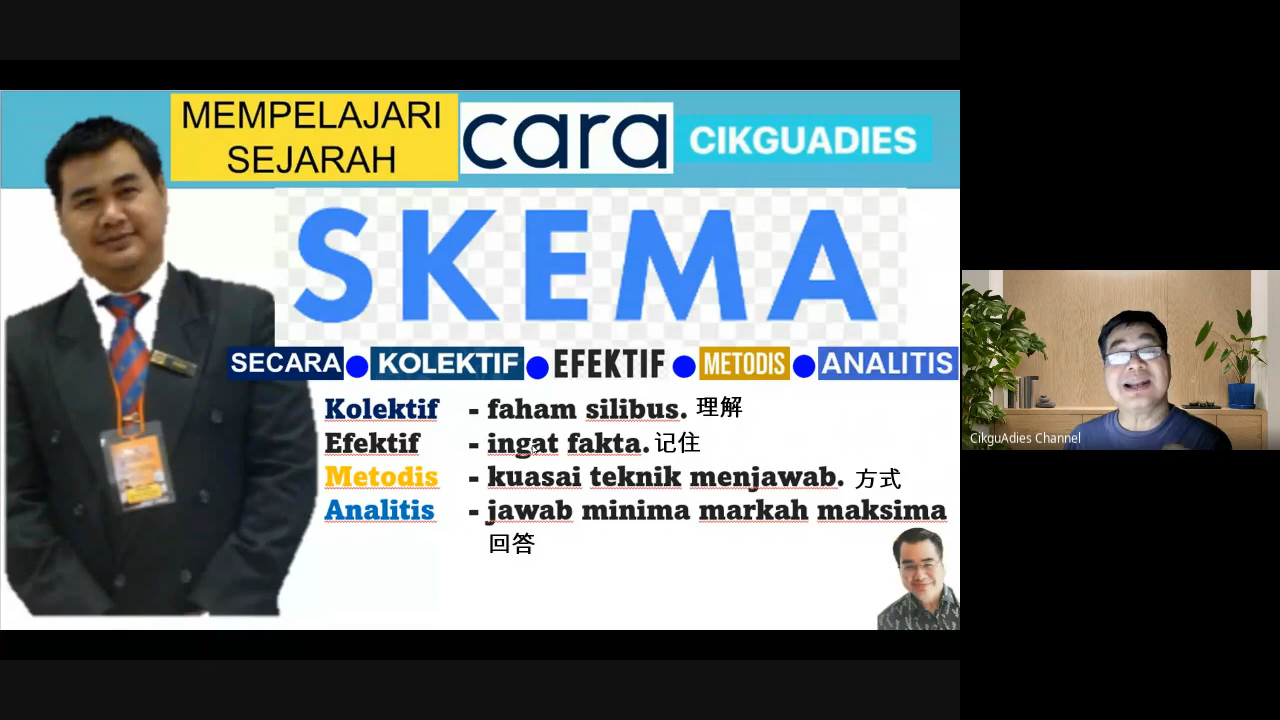 MEMPELAJARI
SEJARAH
cara
CIKGUADIES
SKEMA
SECARA KOLEKTIF EFEKTIF METODIS ANALITIS
Kolektif - faham silibus. 理解
Efektif - ingat fakta. 记住
Metodis - kuasai teknik menjawab. 方式
Analitis - jawab minima markah maksima
回答
CikguAdies Channel